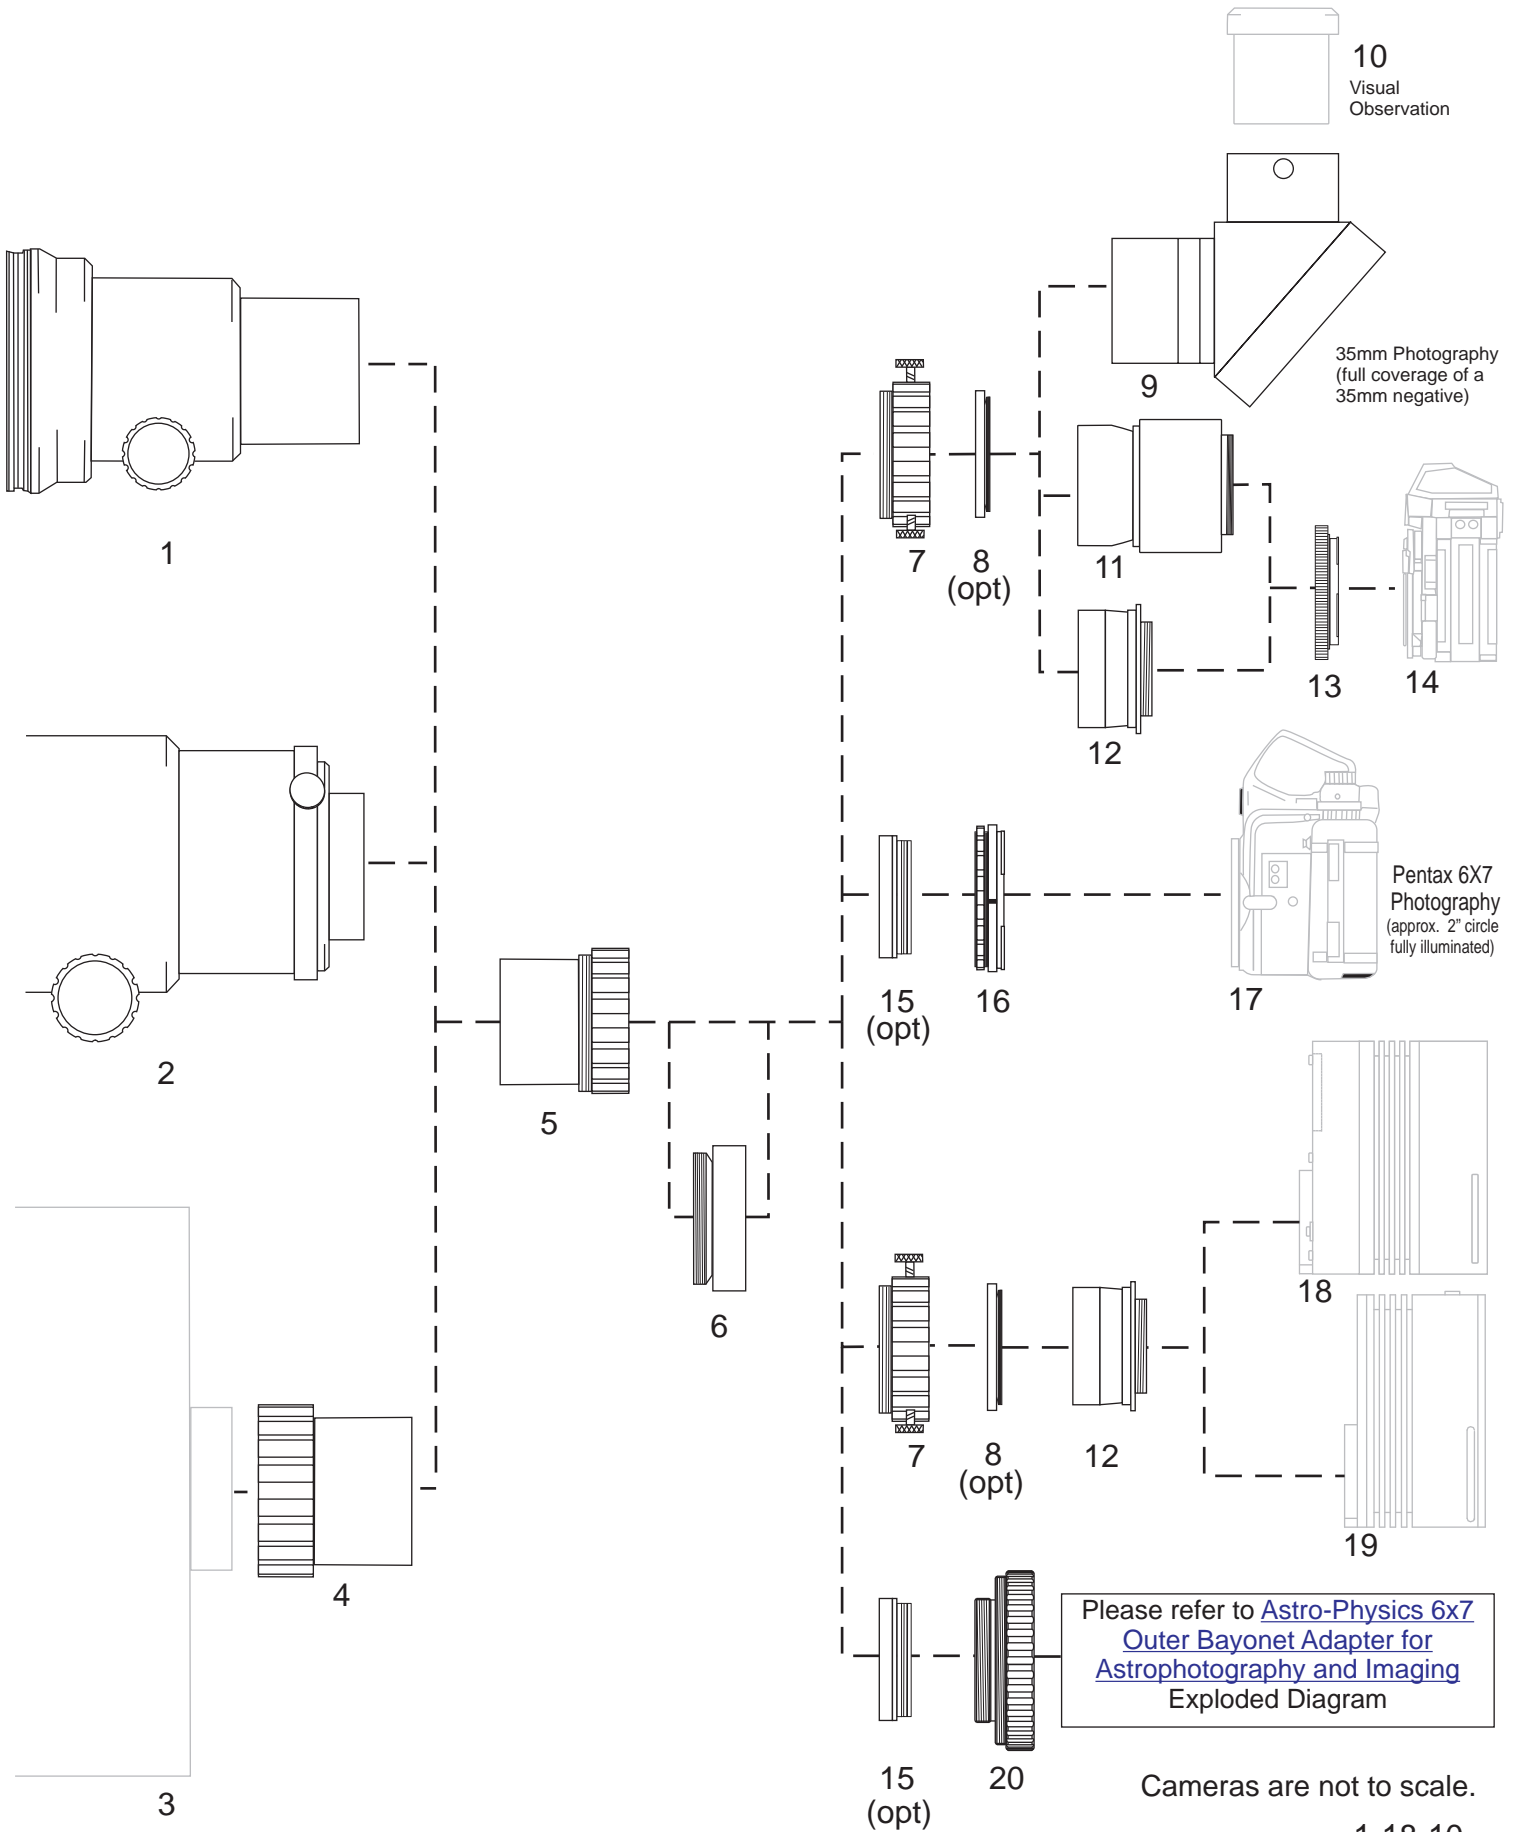 10
Visual
Observation
35mm Photography
(full coverage of a
35mm negative)
9
1
7
8
(opt)
11
13
14
12
Pentax 6X7
Photography
(approx. 2" circle
fully illuminated)
15
(opt)
16
17
2
5
6
18
7
8
(opt)
12
19
4
Please refer to Astro-Physics 6x7
Outer Bayonet Adapter for
Astrophotography and Imaging
Exploded Diagram
3
15
(opt)
20
Cameras are not to scale.